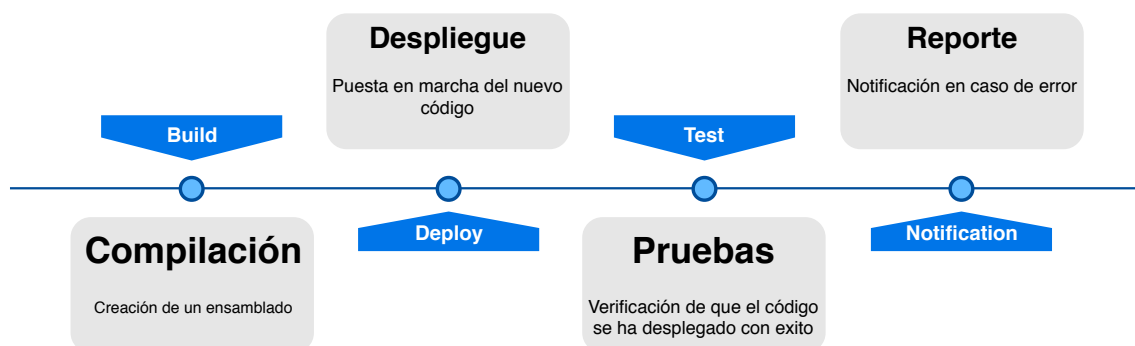 Despliegue
Puesta en marcha del nuevo
código
Reporte
Notificación en caso de error
Build
Test
Deploy
Notification
Compilación
Creación de un ensamblado
Pruebas
Verificación de que el código
se ha desplegado con exito